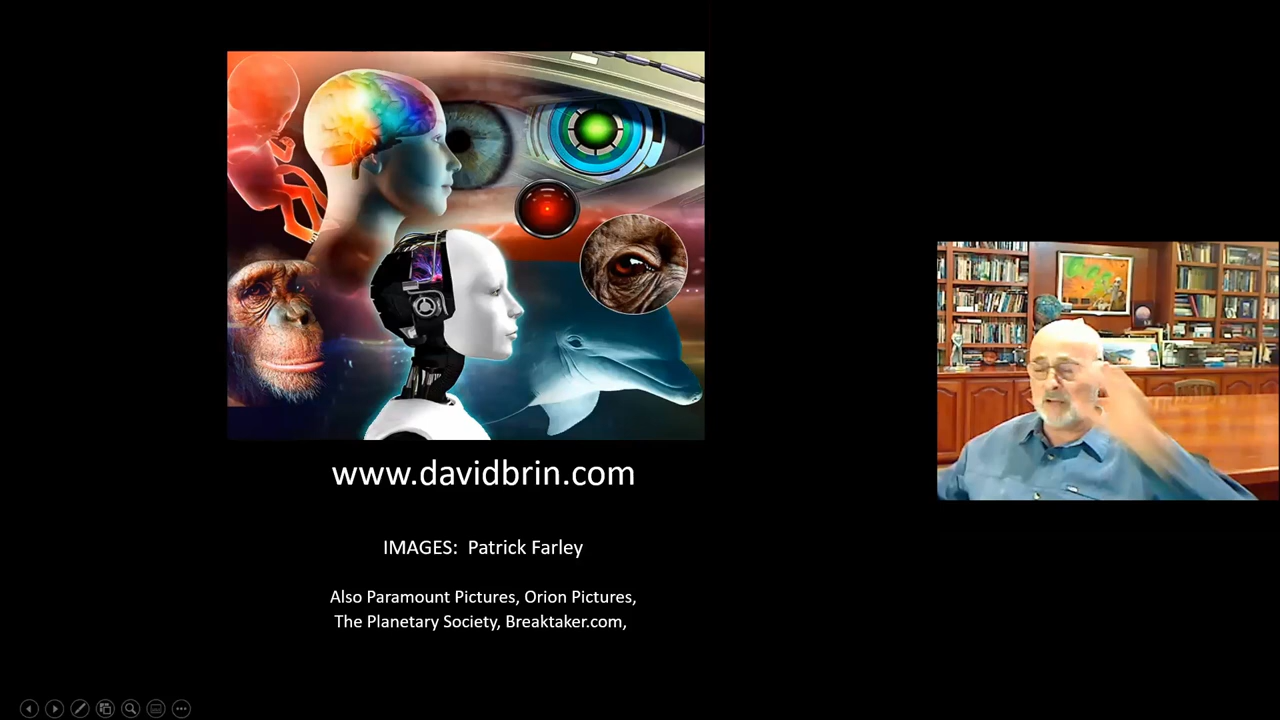 www.davidbrin.com
IMAGES: Patrick Farley
Also Paramount Pictures, Orion Pictures,
The Planetary Society, Breaktaker.com,